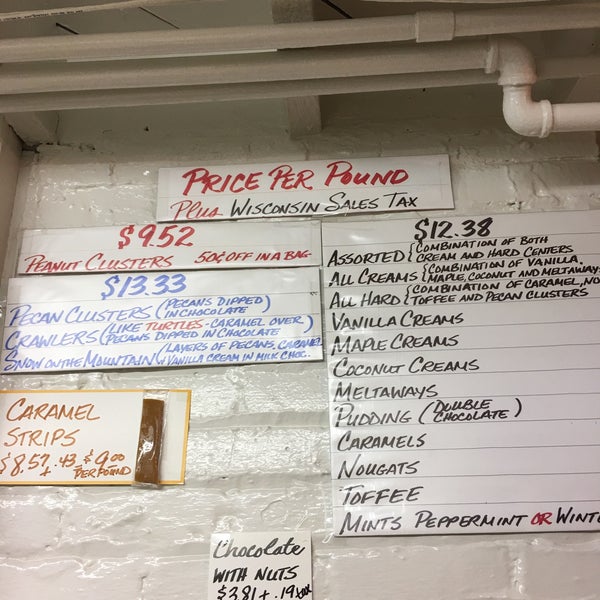 PRICE PER POUND
Plus WISCONSIN SALES TAX
$9.52
PEANUT CLUSTERS 50¢ OFF IN A BAG
$13.33
PECAN CLUSTERS (PECANS DIPPED IN CHOCOLATE)
CRAWLERS (LIKE TURTLES - CARAMEL OVER PECANS DIPPED IN CHOCOLATE)
SNOW ON THE MOUNTAIN (LAYERS OF PECANS, CARAMEL VANILLA CREAM IN MILK CHOC.
CARAMEL
STRIPS
$8.57 + .43 $9.00
PER POUND
$12.38
ASSORTED (COMBINATION OF BOTH CREAM AND HARD CENTERS
ALL CREAMS (COMBINATION OF VANILLA, MAPLE, COCONUT AND MELTAWAYS
ALL HARD (COMBINATION OF CARAMEL, TOFFEE AND PECAN CLUSTERS
VANILLA CREAMS
MAPLE CREAMS
COCONUT CREAMS
MELTAWAYS
PUDDING (DOUBLE CHOCOLATE)
CARAMELS
NOUGATS
TOFFEE
MINTS PEPPERMINT OR
Chocolate
WITH NUTS
$3.81 + .19 tax